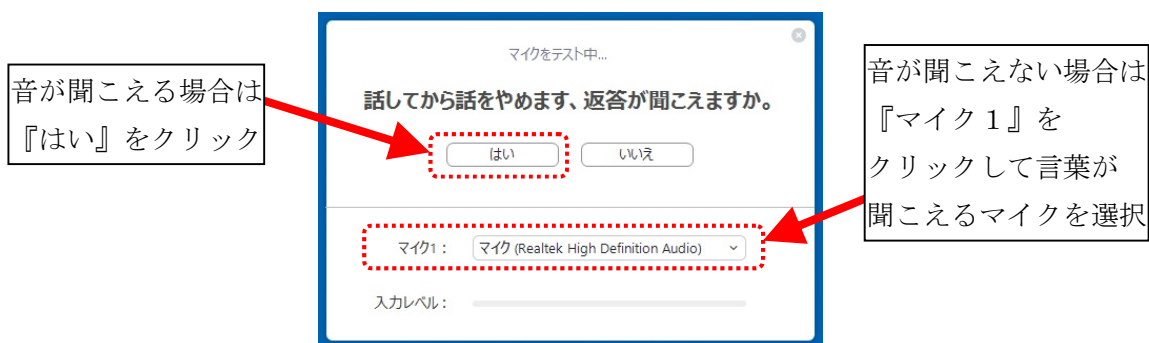 音が聞こえる場合は
『はい』をクリック
マイクをテスト中...
話してから話をやめます、返答が聞こえますか。
はい
いいえ
マイク1：
マイク (Realtek High Definition Audio)
入力レベル：
音が聞こえない場合は
『マイク１』を
クリックして言葉が
聞こえるマイクを選択